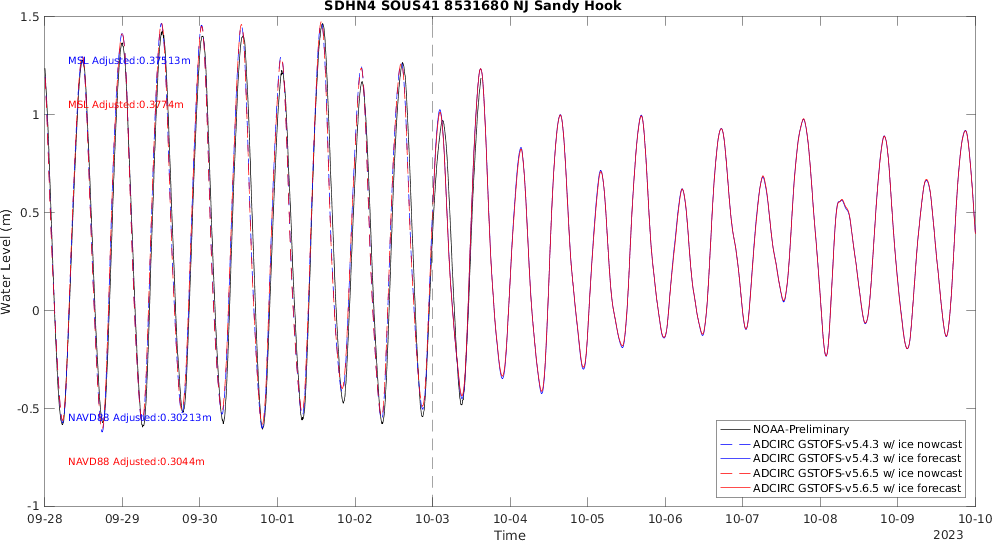 SDHN4 SOUS41 8531680 NJ Sandy Hook
1.5
1
0.5
0
-0.5
-1
Water Level (m)
MSL Adjusted:0.37513m
MSL Adjusted:0.3774m
NAVD88 Adjusted:0.30213m
NAVD88 Adjusted:0.3044m
NOAA-Preliminary
ADCIRC GSTOFS-v5.4.3 w/ ice nowcast
ADCIRC GSTOFS-v5.4.3 w/ ice forecast
ADCIRC GSTOFS-v5.6.5 w/ ice nowcast
ADCIRC GSTOFS-v5.6.5 w/ ice forecast
09-28 09-29 09-30 10-01 10-02 10-03 10-04 10-05 10-06 10-07 10-08 10-09 10-10
Time
2023